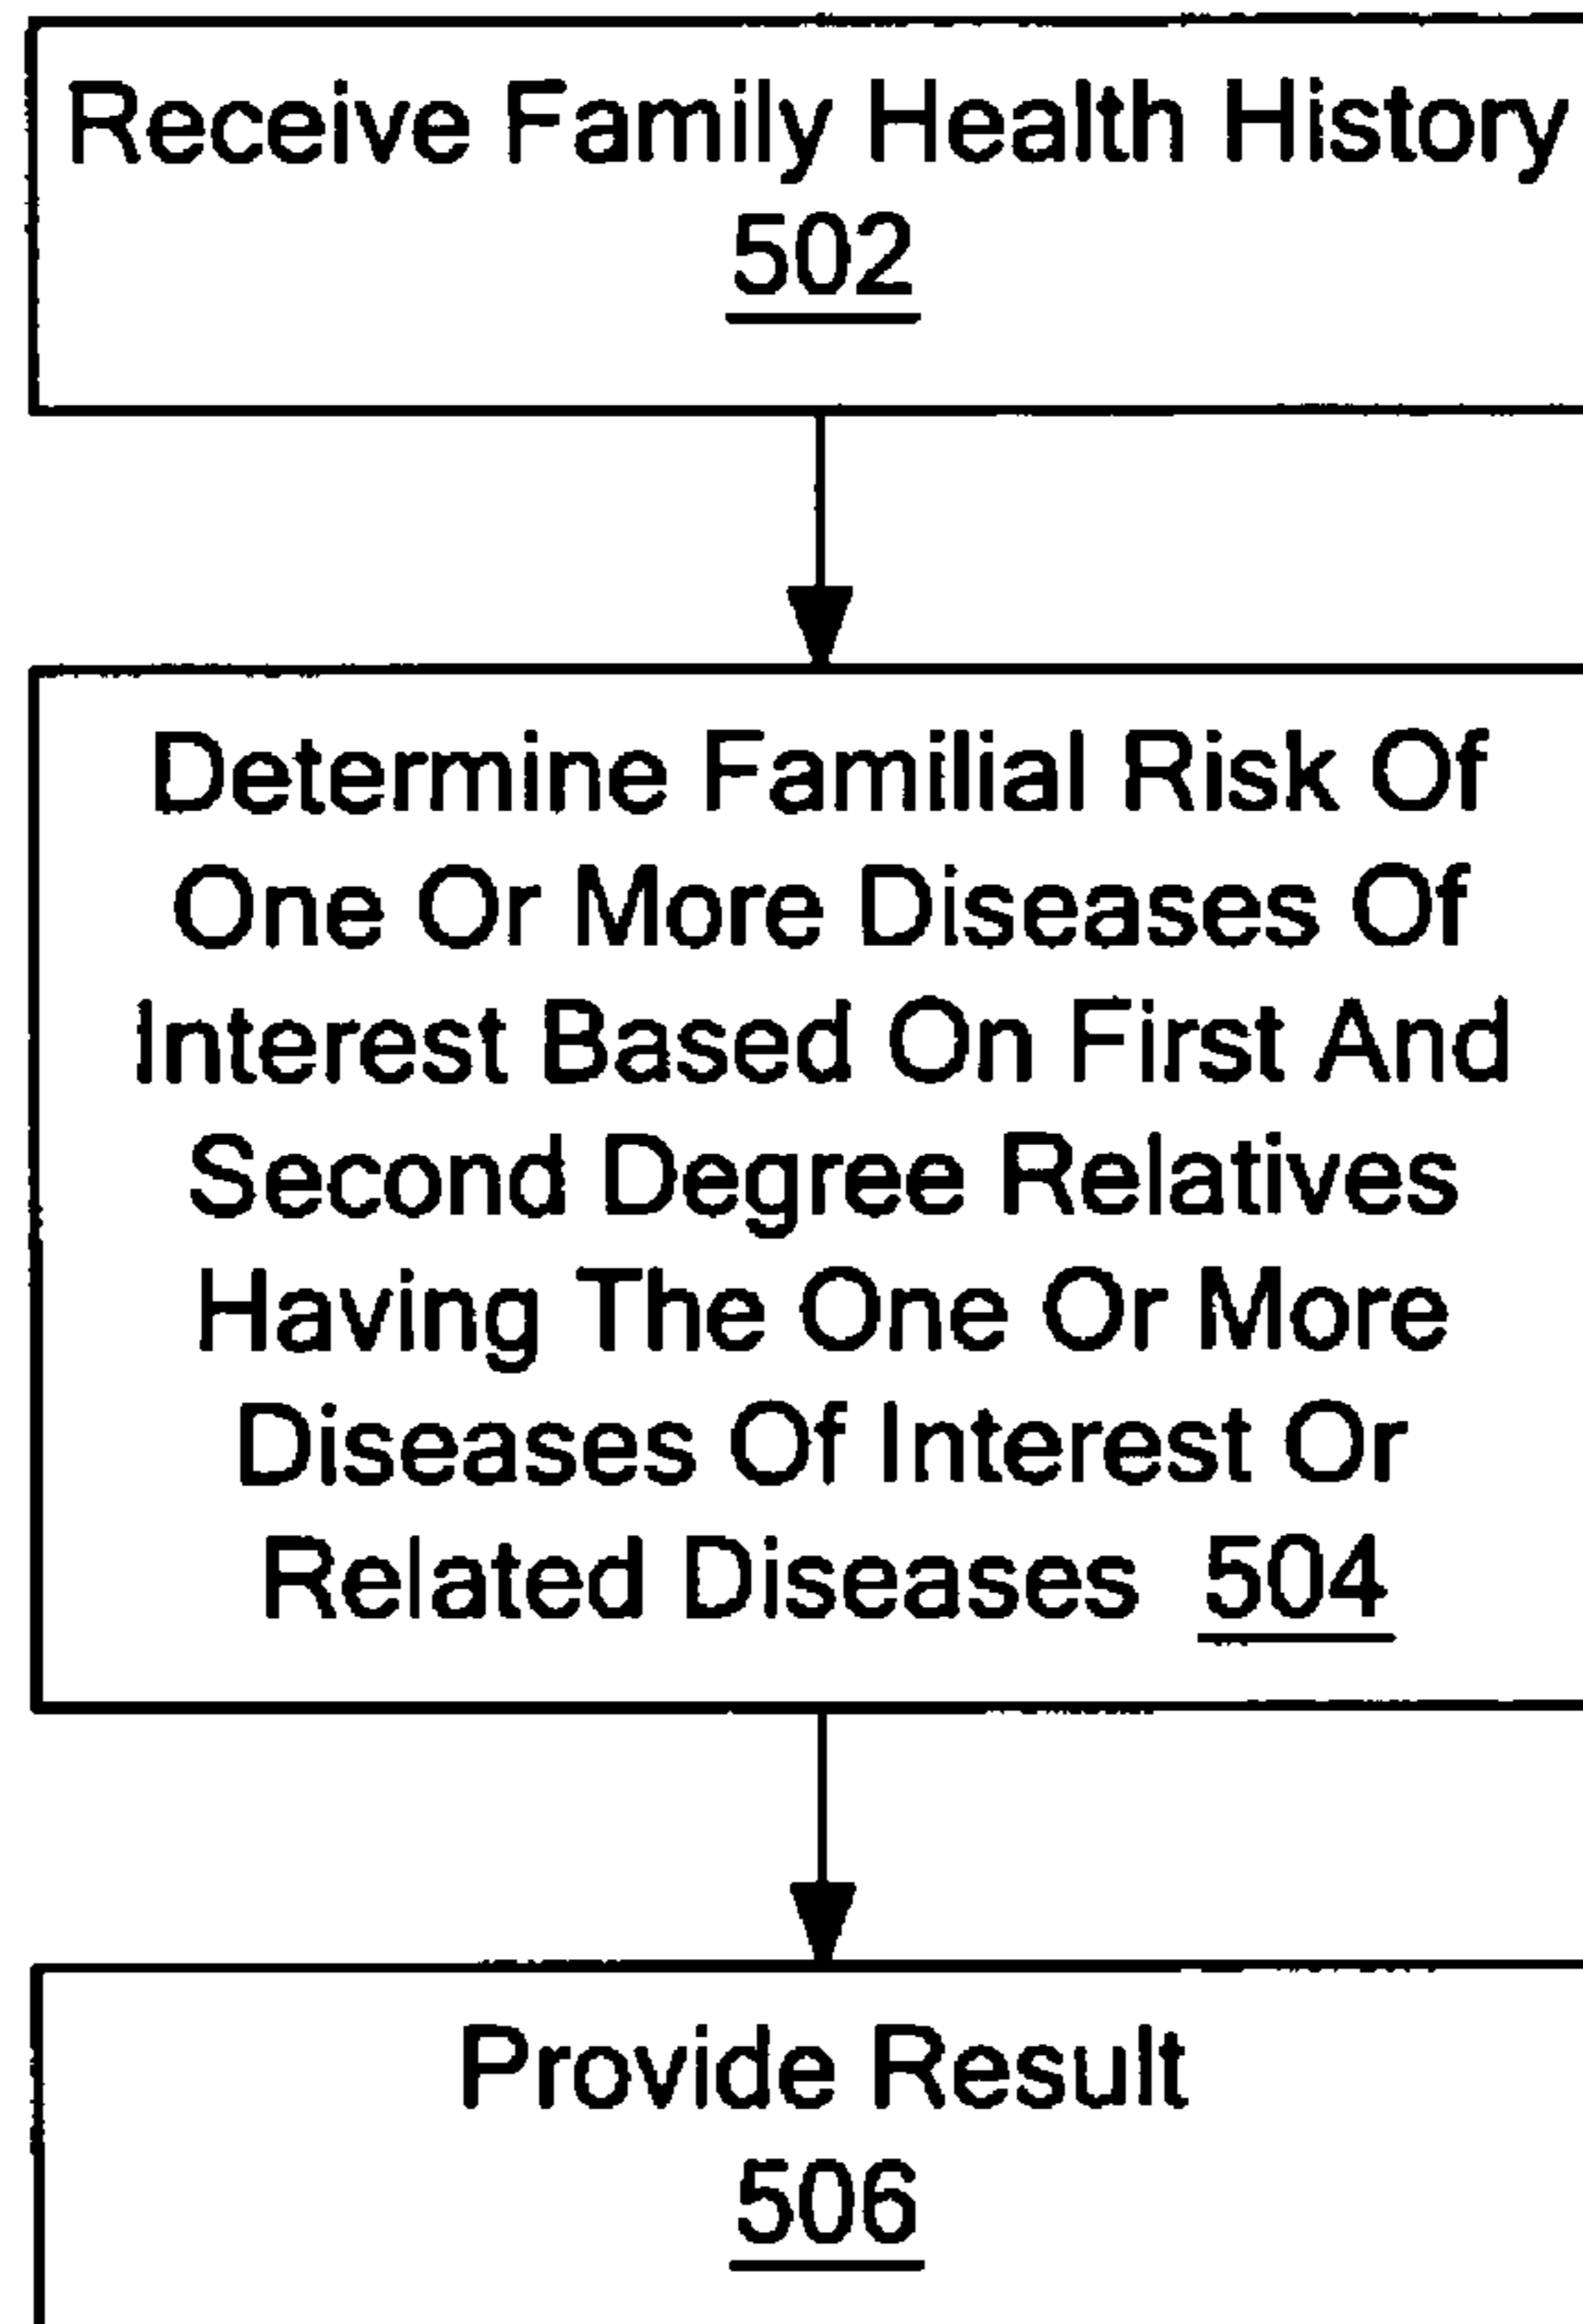 Receive Family Health History
502
Determine Familial Risk Of
One Or More Diseases Of
Interest Based On First And
Second Degree Relatives
Having The One Or More
Diseases Of Interest Or
Related Diseases 504
Provide Result
506